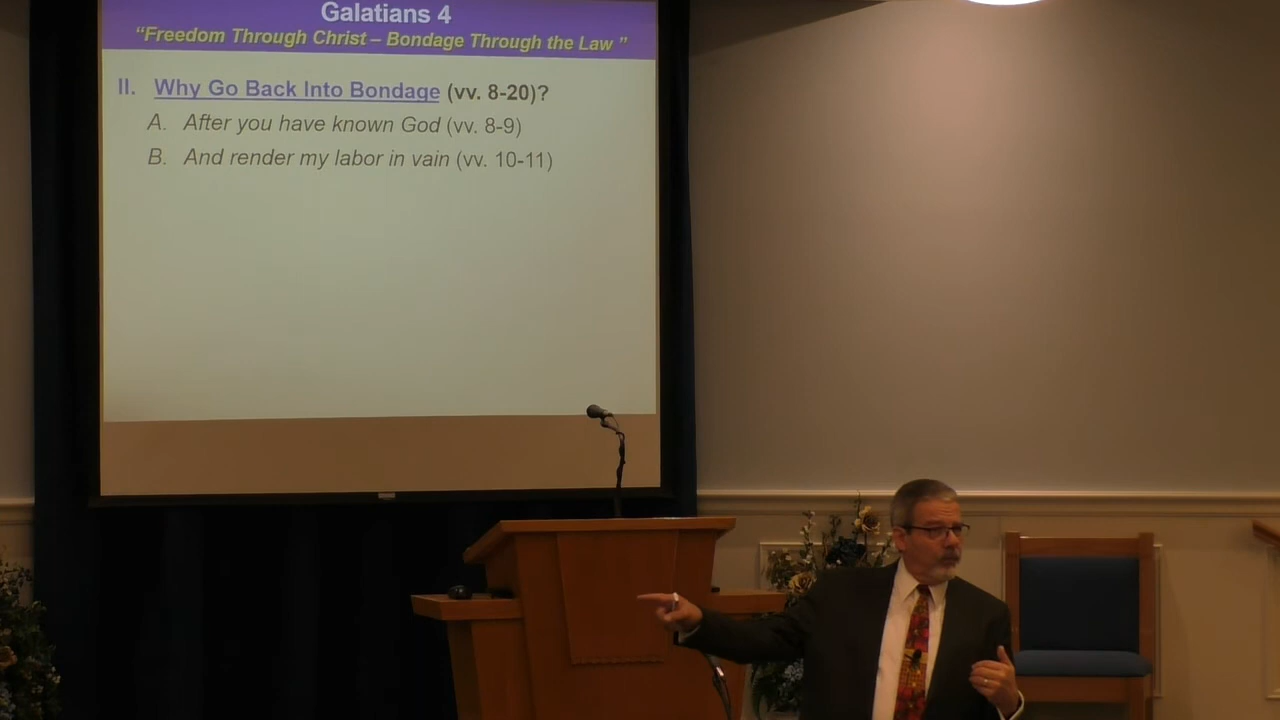 Galatians 4
"Freedom Through Christ – Bondage Through the Law "
II. Why Go Back Into Bondage (vv. 8-20)?
A. After you have known God (vv. 8-9)
B. And render my labor in vain (vv. 10-11)